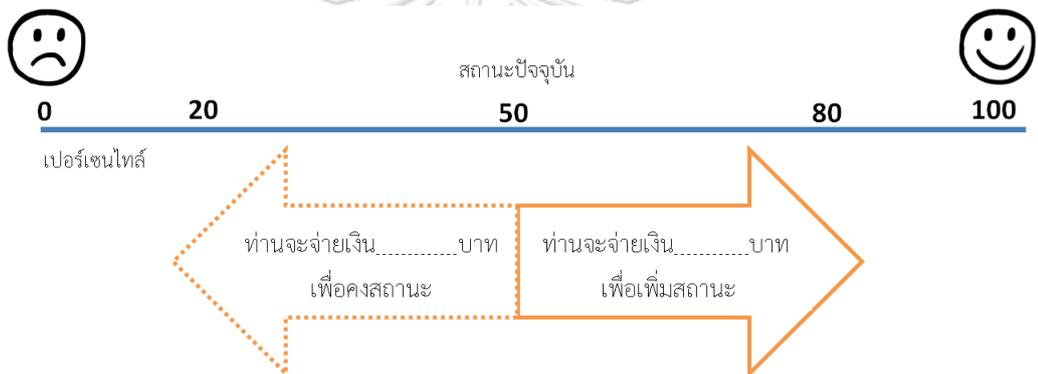 สถานะปัจจุบัน
0 20 50 80 100
เปอร์เซนไทล์
ท่านจะจ่ายเงิน...........บาท
เพื่อคงสถานะ
ท่านจะจ่ายเงิน...........บาท
เพื่อเพิ่มสถานะ